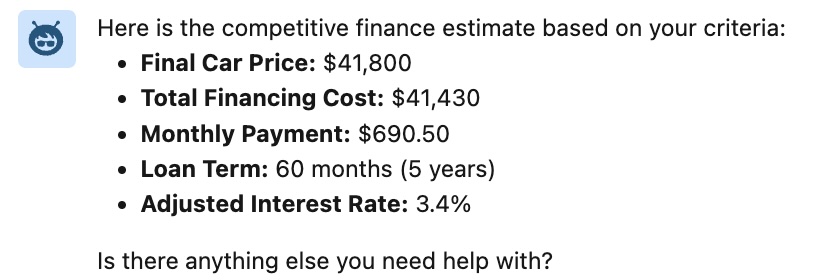 Here is the competitive finance estimate based on your criteria:
• Final Car Price: $41,800
• Total Financing Cost: $41,430
• Monthly Payment: $690.50
• Loan Term: 60 months (5 years)
• Adjusted Interest Rate: 3.4%
Is there anything else you need help with?